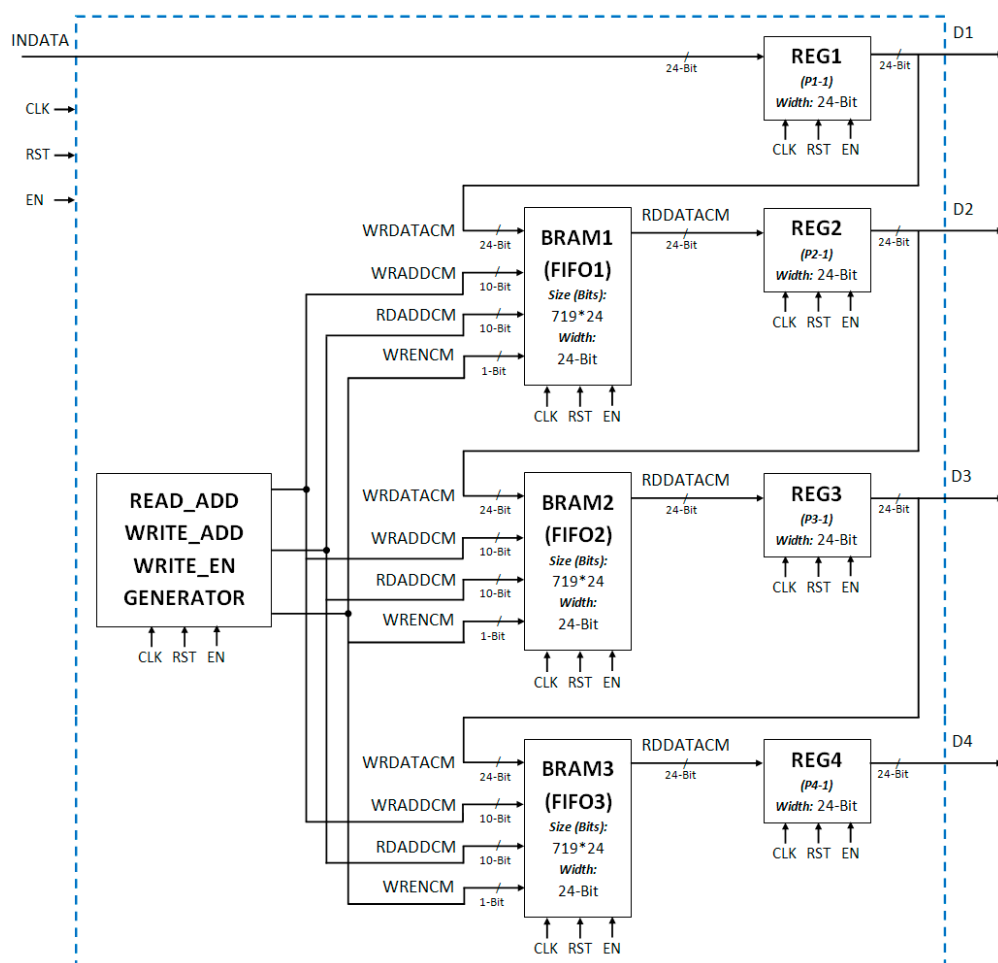 INDATA
24-Bit
REG1
(P1-1)
Width: 24-Bit
24-Bit
D1
CLK
RST
EN
CLK RST EN
WRDATACM
24-Bit
WRADDCM
10-Bit
RDADDCM
10-Bit
WRENCM
1-Bit
BRAM1
(FIFO1)
Size (Bits):
719*24
Width:
24-Bit
CLK RST EN
RDDATACM
24-Bit
REG2
(P2-1)
Width: 24-Bit
CLK RST EN
24-Bit
D2
READ_ADD
WRITE_ADD
WRITE_EN
GENERATOR
CLK RST EN
WRDATACM
24-Bit
WRADDCM
10-Bit
RDADDCM
10-Bit
WRENCM
1-Bit
BRAM2
(FIFO2)
Size (Bits):
719*24
Width:
24-Bit
CLK RST EN
RDDATACM
24-Bit
REG3
(P3-1)
Width: 24-Bit
CLK RST EN
24-Bit
D3
WRDATACM
24-Bit
WRADDCM
10-Bit
RDADDCM
10-Bit
WRENCM
1-Bit
BRAM3
(FIFO3)
Size (Bits):
719*24
Width:
24-Bit
CLK RST EN
RDDATACM
24-Bit
REG4
(P4-1)
Width: 24-Bit
CLK RST EN
24-Bit
D4